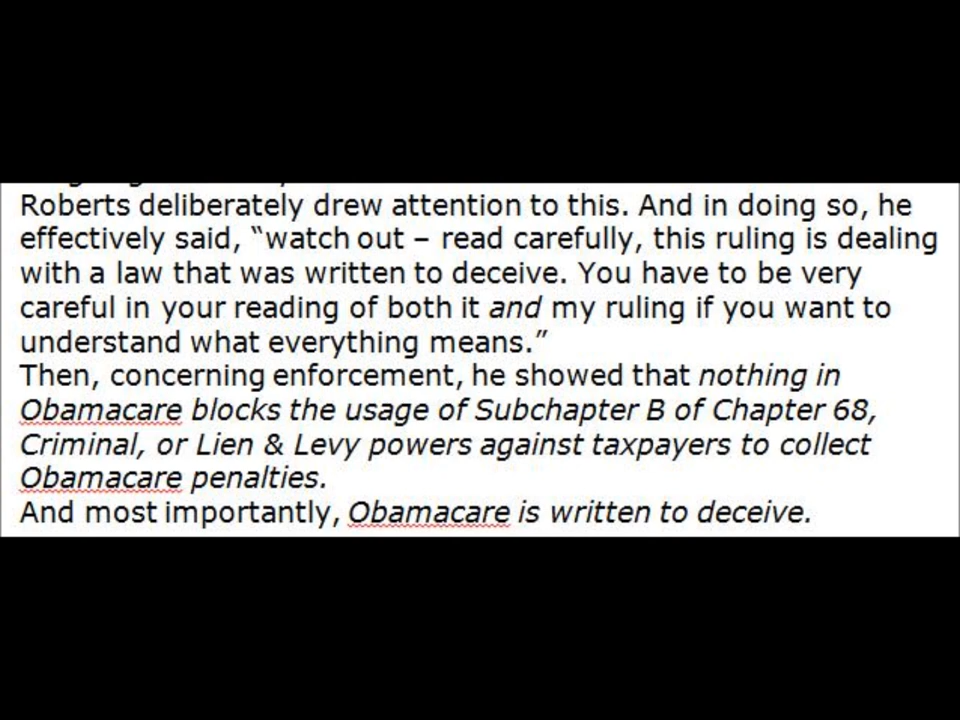 Roberts deliberately drew attention to this. And in doing so, he
effectively said, “watch out – read carefully, this ruling is dealing
with a law that was written to deceive. You have to be very
careful in your reading of both it and my ruling if you want to
understand what everything means.”
Then, concerning enforcement, he showed that nothing in
Obamacare blocks the usage of Subchapter B of Chapter 68,
Criminal, or Lien & Levy powers against taxpayers to collect
Obamacare penalties.
And most importantly, Obamacare is written to deceive.